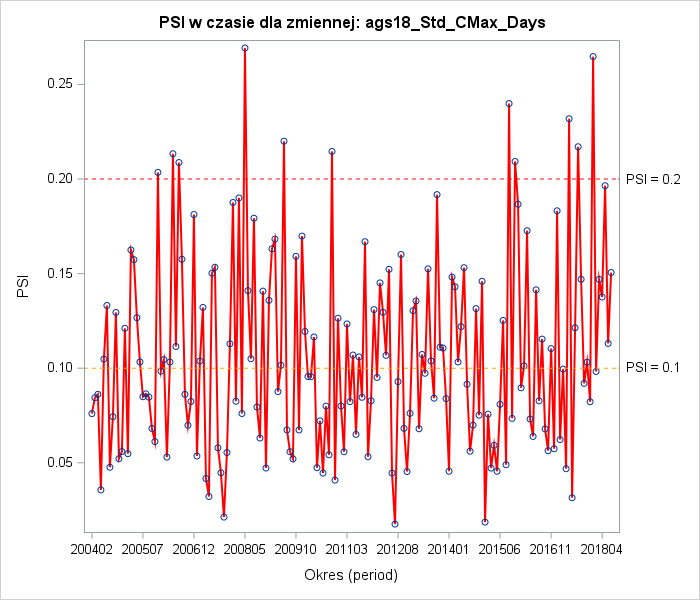 PSI w czasie dla zmiennej: ags18_Std_CMax_Days
PSI
0.25
0.20
0.15
0.10
0.05
PSI = 0.2
PSI = 0.1
200402 200507 200612 200805 200910 201103 201208 201401 201506 201611 201804
Okres (period)